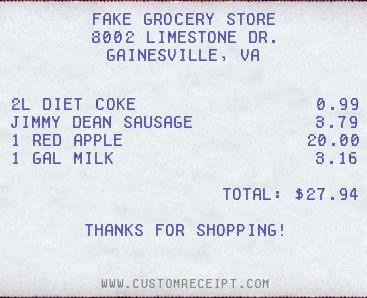 FAKE GROCERY STORE
8002 LIMESTONE DR.
GAINESVILLE, VA
2L DIET COKE 0.99
JIMMY DEAN SAUSAGE 3.79
1 RED APPLE 20.00
1 GAL MILK 3.16
TOTAL: $27.94
THANKS FOR SHOPPING!
WWW.CUSTOMRECEIPT.COM